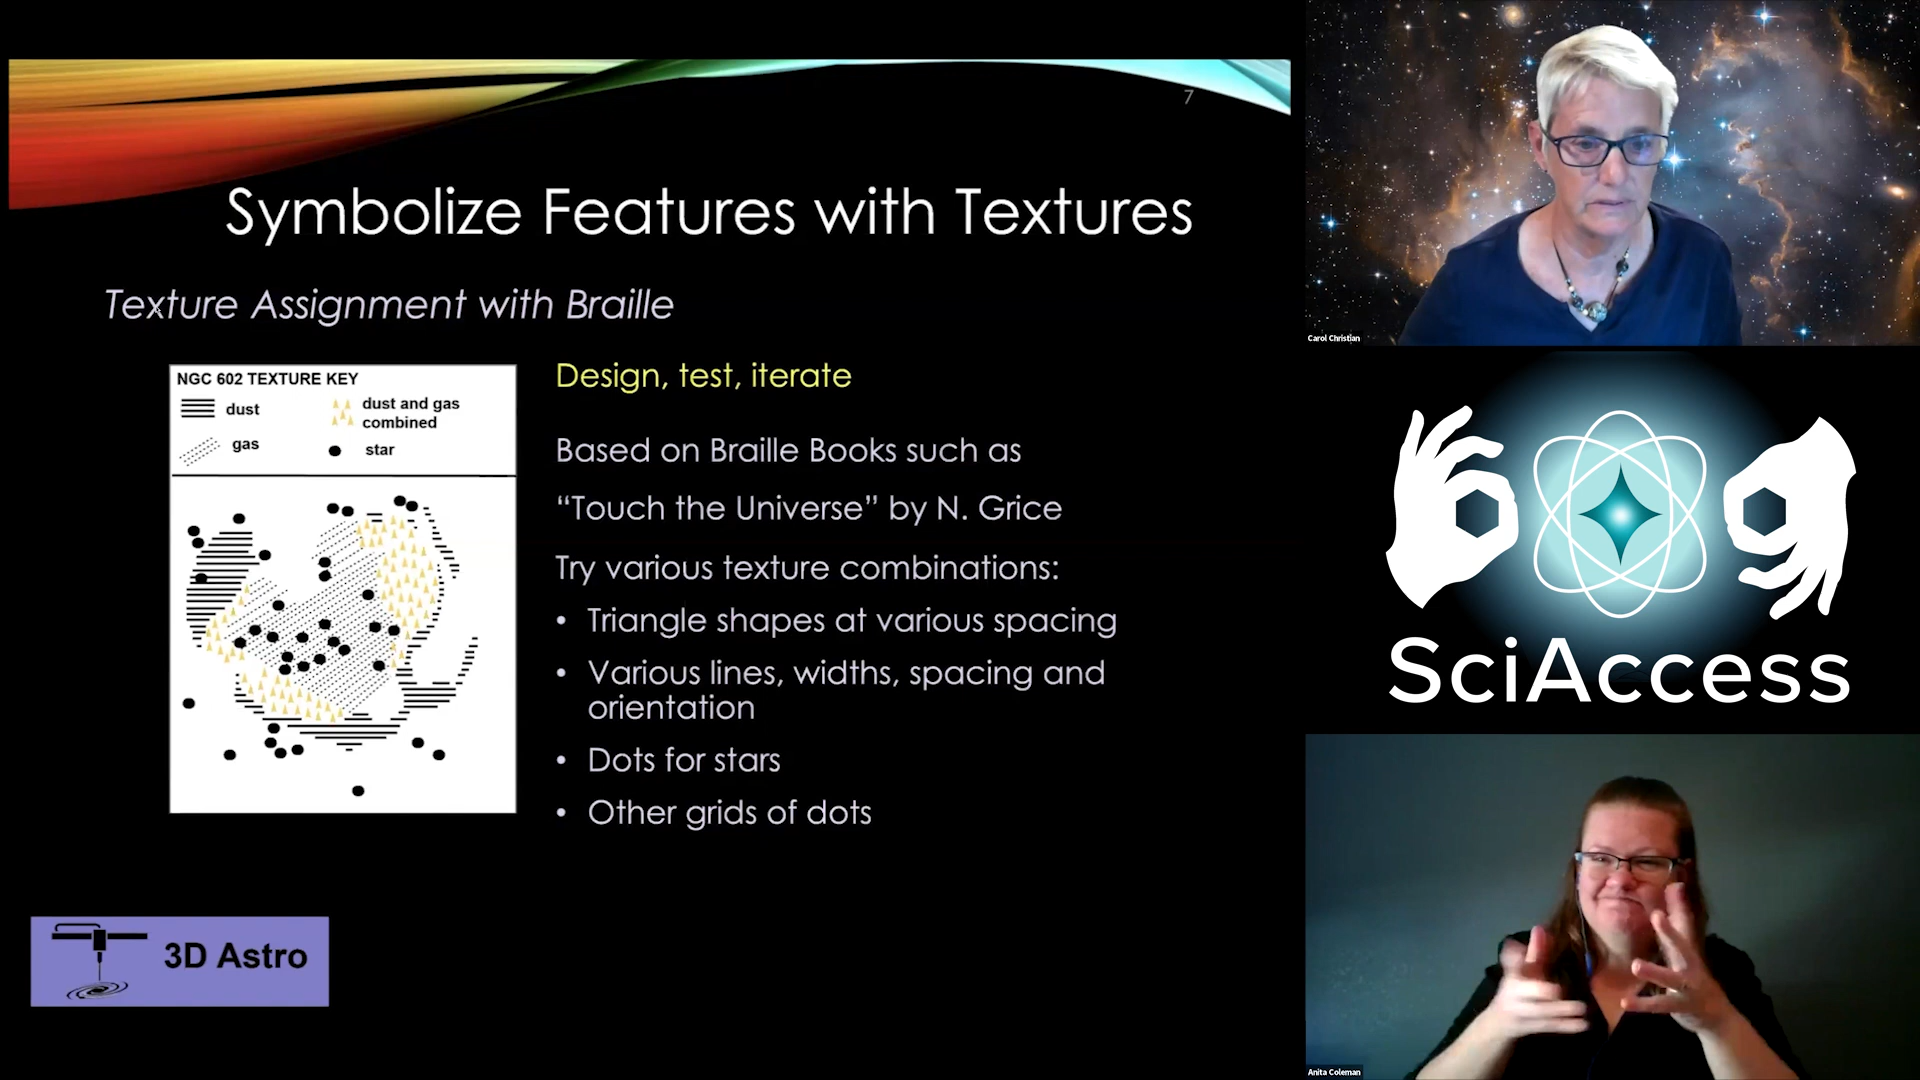 7
Symbolize Features with Textures
Texture Assignment with Braille
NGC 602 TEXTURE KEY
dust
dust and gas
combined
gas
star
Design, test, iterate
Based on Braille Books such as
“Touch the Universe” by N. Grice
Try various texture combinations:
• Triangle shapes at various spacing
• Various lines, widths, spacing and
orientation
• Dots for stars
• Other grids of dots
3D Astro
Carol Christian
SciAccess
Anita Coleman